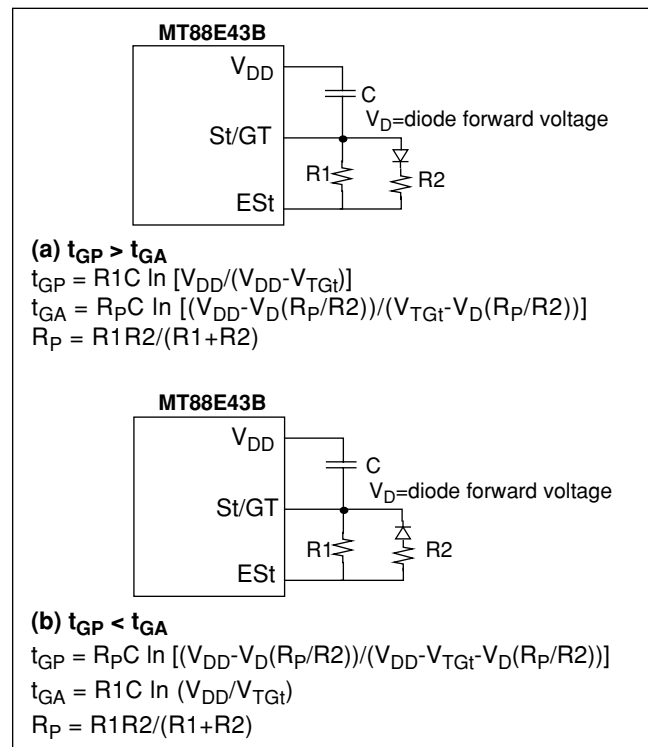 MT88E43B
VDD
C
VD=diode forward voltage
St/GT
R1
R2
ESt
(a) tGP > tGA
tGP = R1C ln [VDD/(VDD-VTGt)]
tGA = RPC ln [(VDD-VD(RP/R2))/(VTGt-VD(RP/R2))]
RP = R1R2/(R1+R2)
MT88E43B
VDD
C
VD=diode forward voltage
St/GT
R1
R2
ESt
(b) tGP < tGA
tGP = RPC ln [(VDD-VD(RP/R2))/(VDD-VTGt-VD(RP/R2))]
tGA = R1C ln (VDD/VTGt)
RP = R1R2/(R1+R2)